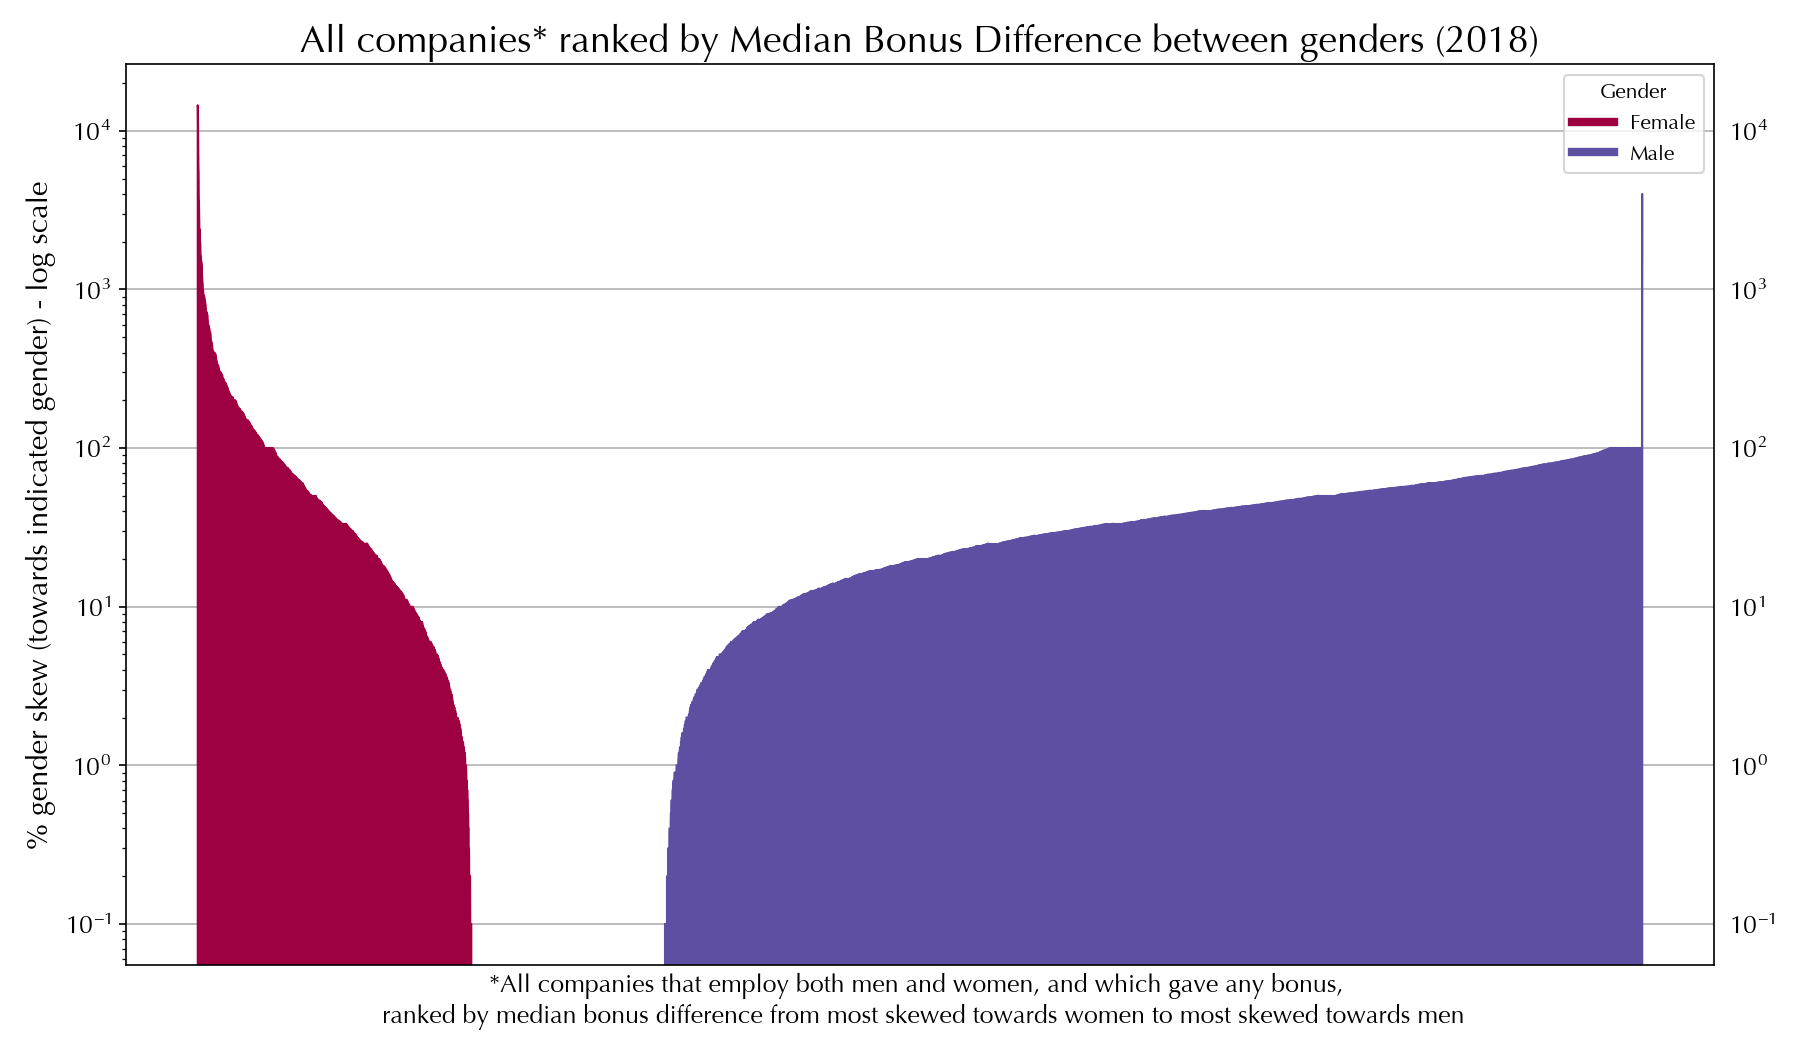 All companies* ranked by Median Bonus Difference between genders (2018)
% gender skew (towards indicated gender) - log scale
10⁴
10³
10²
10¹
10⁰
10⁻¹
Gender
Female
Male
10⁴
10³
10²
10¹
10⁰
10⁻¹
*All companies that employ both men and women, and which gave any bonus,
ranked by median bonus difference from most skewed towards women to most skewed towards men